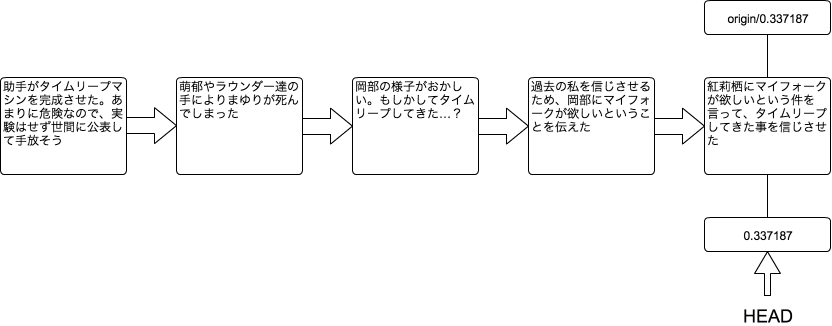 origin/0.337187
助手がタイムリープマ
シンを完成させた。あ
まりに危険なので、実
験はせず世間に公表し
て手放そう
萌郁やラウンダー達の
手によりまゆりが死ん
でしまった
岡部の様子がおかし
い。もしかしてタイム
リープしてきた…？
過去の私を信じさせる
ため、岡部にマイフォ
ークが欲しいというこ
とを伝えた
紅莉栖にマイフォーク
が欲しいという件を
言って、タイムリープ
してきた事を信じさせ
た
0.337187
HEAD